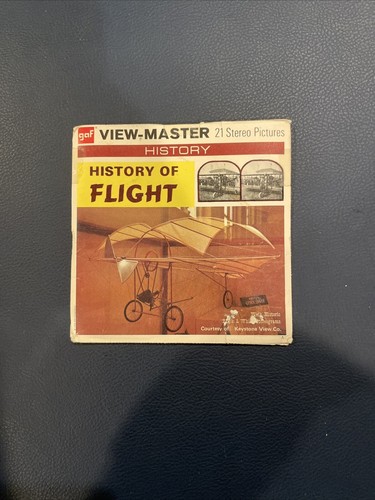 gaf VIEW-MASTER 21 Stereo Pictures
HISTORY
HISTORY OF
FLIGHT
Courtesy of: Keystone View Co.